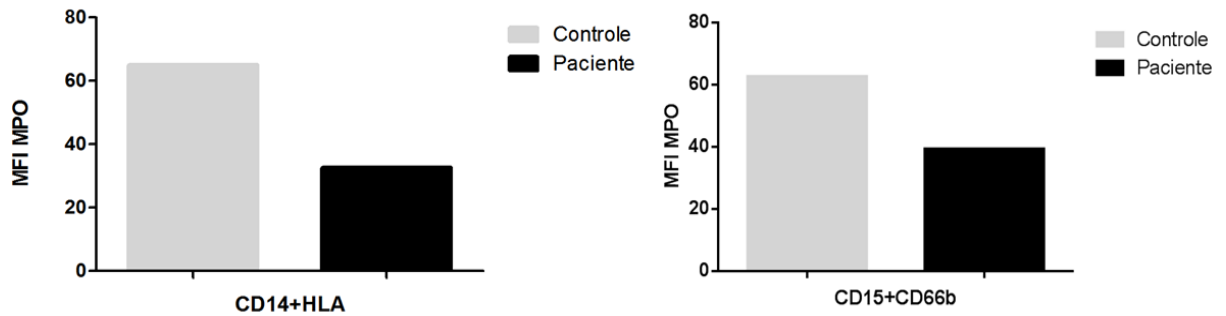 80
60
40
20
0
MFI MPO
CD14+HLA
Controle
Paciente
80
60
40
20
0
MFI MPO
CD15+CD66b
Controle
Paciente